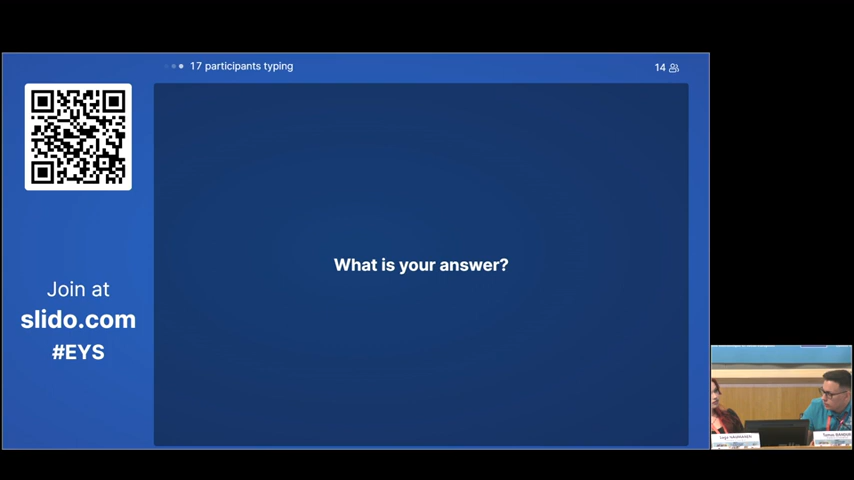 17 participants typing
14
What is your answer?
Join at
slido.com
#EYS